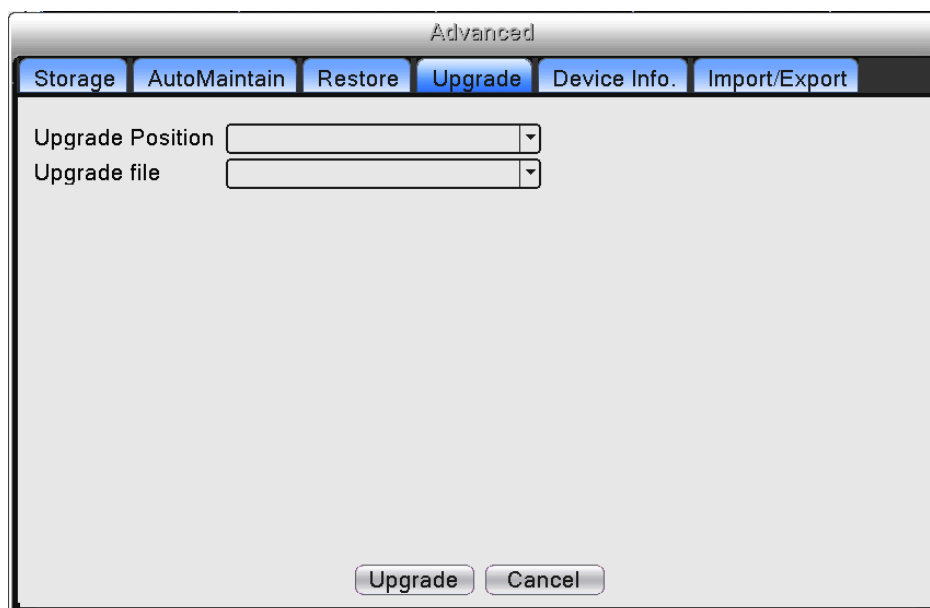 Advanced
Storage AutoMaintain Restore Upgrade Device Info. Import/Export
Upgrade Position
Upgrade file
Upgrade Cancel